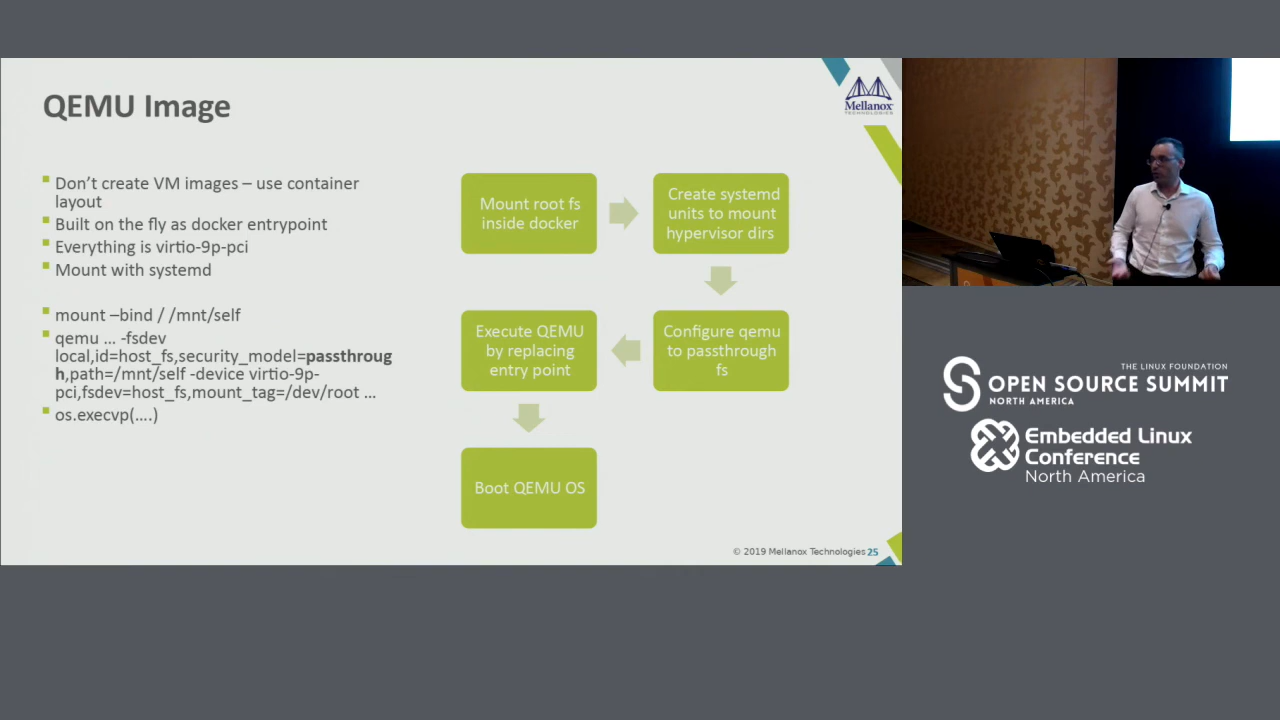 QEMU Image
Mellanox
TECHNOLOGIES
Don't create VM images – use container
layout
Built on the fly as docker entrypoint
Everything is virtio-9p-pci
Mount with systemd
mount –bind / /mnt/self
qemu … -fsdev
local,id=host_fs,security_model=passthroug
h,path=/mnt/self -device virtio-9p-
pci,fsdev=host_fs,mount_tag=/dev/root …
os.execvp(….)
Mount root fs
inside docker
Create systemd
units to mount
hypervisor dirs
Configure qemu
to passthrough
fs
Execute QEMU
by replacing
entry point
Boot QEMU OS
© 2019 Mellanox Technologies 25
THE LINUX FOUNDATION
OPEN SOURCE SUMMIT
NORTH AMERICA
Embedded Linux
Conference
North America